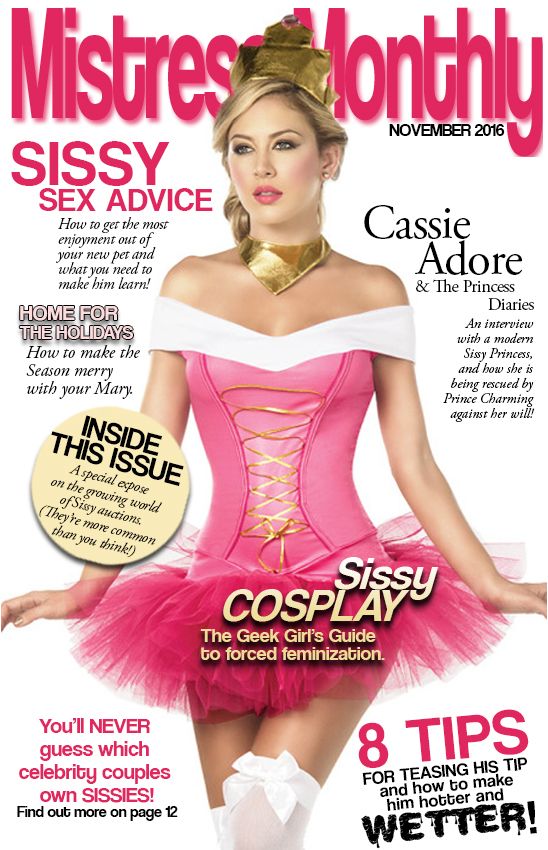 Mistress Monthly
NOVEMBER 2016
SISSY
SEX ADVICE
How to get the most
enjoyment out of
your new pet and
what you need to
make him learn!
HOME FOR
THE HOLIDAYS
How to make the
Season merry
with your Mary.
INSIDE
THIS ISSUE
A special expose
on the growing world
of Sissy auctions.
(They're more common
than you think!)
Cassie
Adore
& The Princess
Diaries
An interview
with a modern
Sissy Princess,
and how she is
being rescued by
Prince Charming
against her will!
Sissy
COSPLAY
The Geek Girl's Guide
to forced feminization.
You'll NEVER
guess which
celebrity couples
own SISSIES!
Find out more on page 12
8 TIPS
FOR TEASING HIS TIP
and how to make
him hotter and
WETTER!